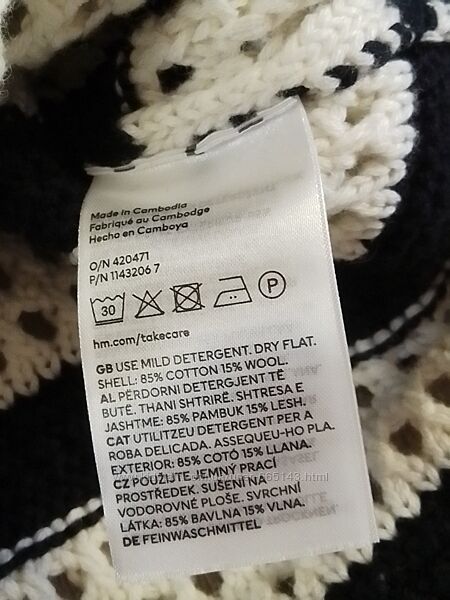 Made in Cambodia
Fabriqué au Cambodge
Hecho en Camboya
O/N 420471
P/N 1143206 7
30 P
hm.com/takecare
GB USE MILD DETERGENT. DRY FLAT.
SHELL: 85% COTTON 15% WOOL.
AL PËRDORNI DETERGJENT TË
BUTË. THANI SHTRIRË. SHTRESA E
JASHTME: 85% PAMBUK 15% LESH.
CAT UTILITZEU DETERGENT PER A
ROBA DELICADA. ASSEQUEU-HO PLA.
EXTERIOR: 85% COTÓ 15% LLANA.
CZ POUŽIJTE JEMNÝ PRACÍ
PROSTŘEDEK. SUŠENÍ NA
VODOROVNÉ PLOŠE. SVRCHNÍ
LÁTKA: 85% BAVLNA 15% VLNA.
DE FEINWASCHMITTEL